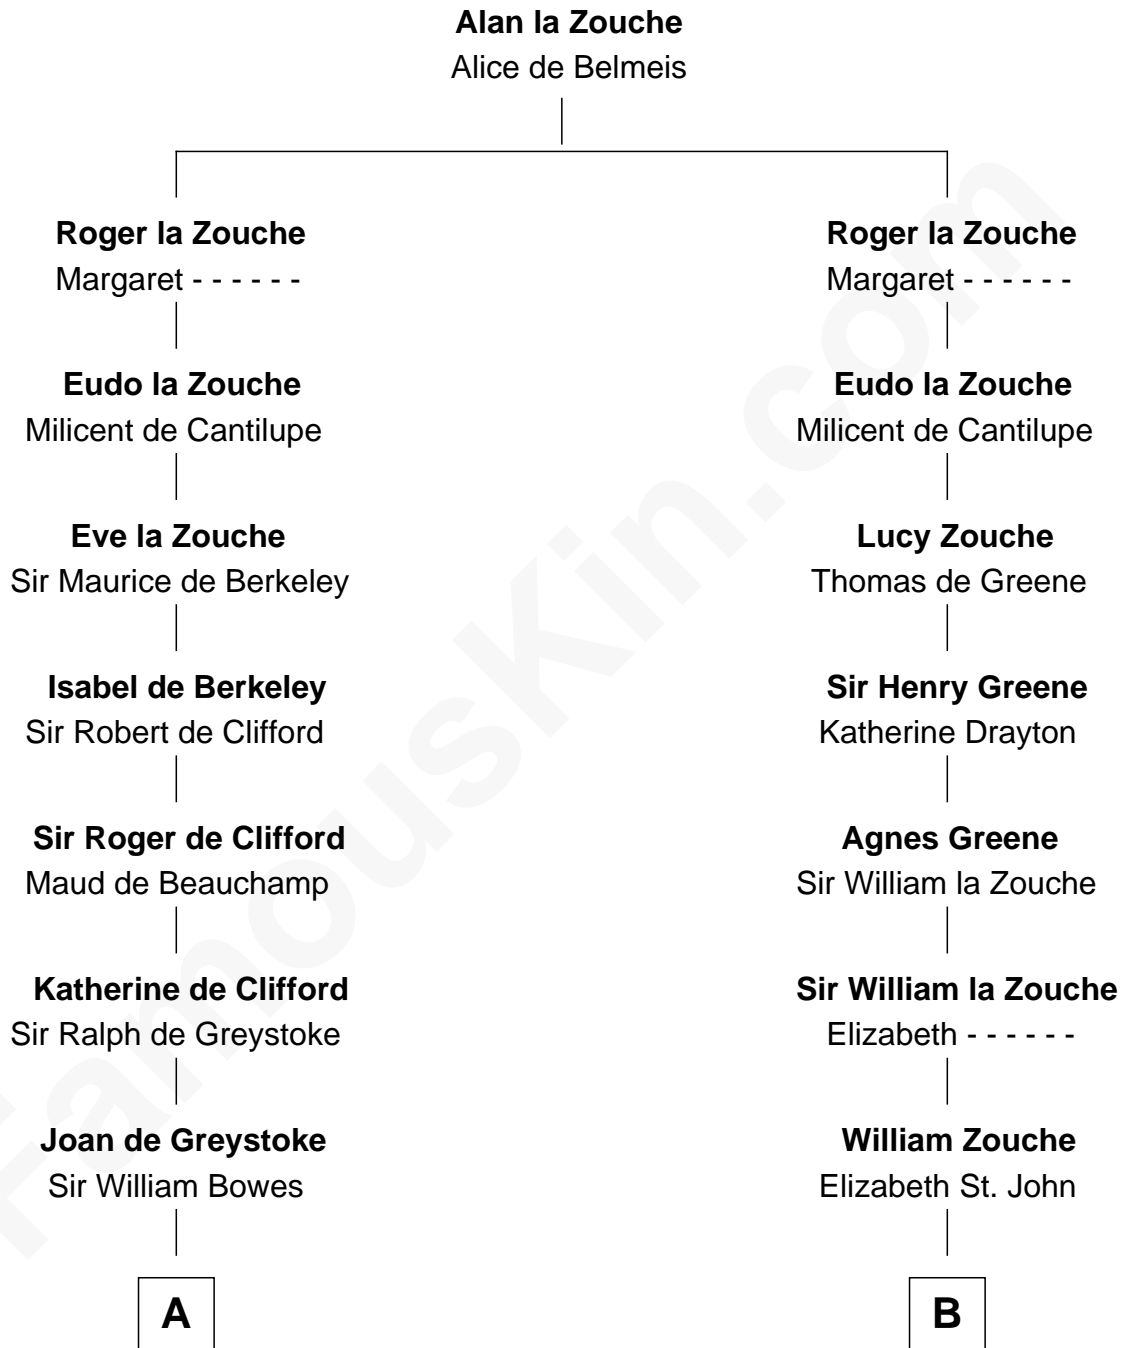 Alan la Zouche
Alice de Belmeis
Roger la Zouche
Margaret - - - - - -
Roger la Zouche
Margaret - - - - - -
Eudo la Zouche
Milicent de Cantilupe
Eudo la Zouche
Milicent de Cantilupe
Eve la Zouche
Sir Maurice de Berkeley
Lucy Zouche
Thomas de Greene
Isabel de Berkeley
Sir Robert de Clifford
Sir Henry Greene
Katherine Drayton
Sir Roger de Clifford
Maud de Beauchamp
Agnes Greene
Sir William la Zouche
Katherine de Clifford
Sir Ralph de Greystoke
Sir William la Zouche
Elizabeth - - - - - -
Joan de Greystoke
Sir William Bowes
William Zouche
Elizabeth St. John
A
B
FamousKin.com